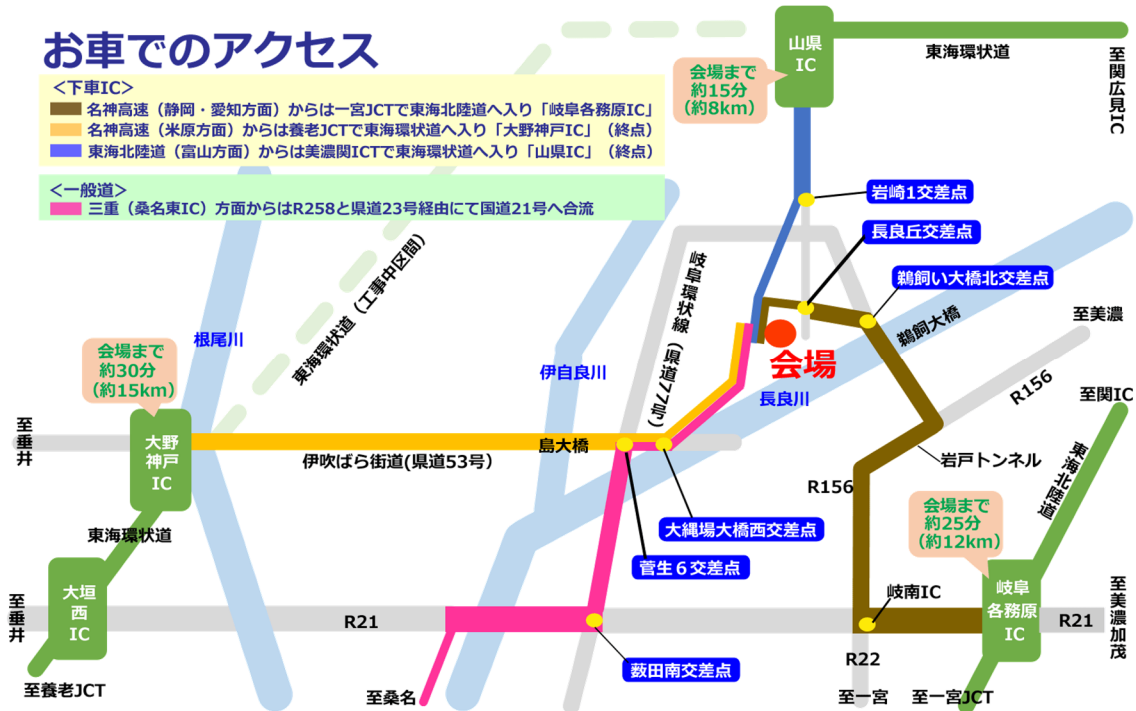 お車でのアクセス
＜下車IC＞
名神高速（静岡・愛知方面）からは一宮JCTで東海北陸道へ入り「岐阜各務原IC」
名神高速（米原方面）からは養老JCTで東海環状道へ入り「大野神戸IC」（終点）
東海北陸道（富山方面）からは美濃関ICTで東海環状道へ入り「山県IC」（終点）
＜一般道＞
三重（桑名東IC）方面からはR258と県道23号経由にて国道21号へ合流
山県
IC
会場まで
約15分
（約8km）
東海環状道
至関広見IC
岩崎1交差点
長良丘交差点
鵜飼い大橋北交差点
鵜飼大橋
至美濃
R156
至関IC
東海北陸道
岐阜環状線（県道77号）
東海環状道（工事中区間）
根尾川
伊自良川
長良川
会場
会場まで
約30分
（約15km）
至垂井
大野
神戸
IC
伊吹ばら街道(県道53号）
島大橋
岩戸トンネル
R156
会場まで
約25分
（約12km）
大縄場大橋西交差点
菅生６交差点
東海環状道
大垣
西
IC
至垂井
R21
岐南IC
岐阜
各務原
IC
R21
至美濃加茂
R22
薮田南交差点
至養老JCT
至桑名
至一宮
至一宮JCT